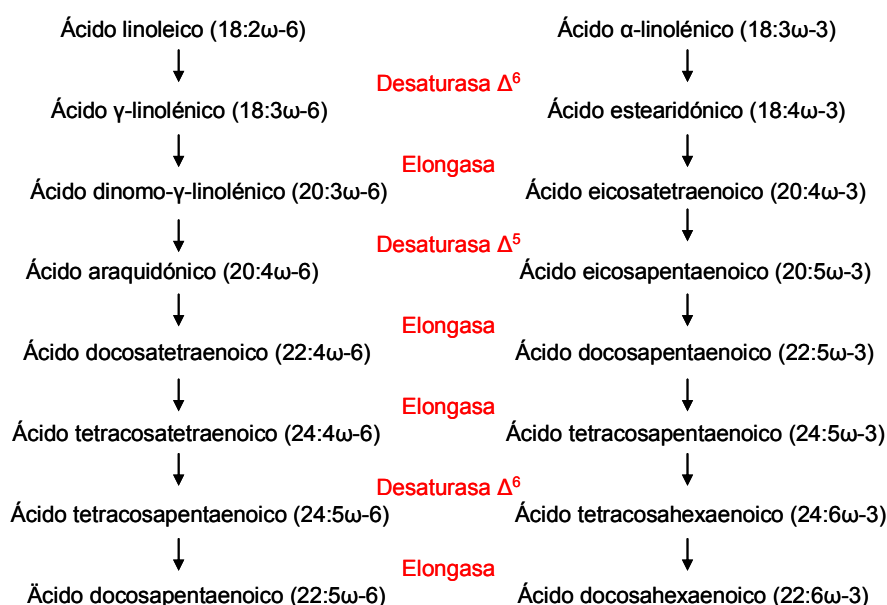 Ácido linoleico (18:2ω-6) Ácido α-linolénico (18:3ω-3)
Desaturasa Δ⁶
Ácido γ-linolénico (18:3ω-6) Ácido estearidónico (18:4ω-3)
Elongasa
Ácido dinomo-γ-linolénico (20:3ω-6) Ácido eicosatetraenoico (20:4ω-3)
Desaturasa Δ⁵
Ácido araquidónico (20:4ω-6) Ácido eicosapentaenoico (20:5ω-3)
Elongasa
Ácido docosatetraenoico (22:4ω-6) Ácido docosapentaenoico (22:5ω-3)
Elongasa
Ácido tetracosatetraenoico (24:4ω-6) Ácido tetracosapentaenoico (24:5ω-3)
Desaturasa Δ⁶
Ácido tetracosapentaenoico (24:5ω-6) Ácido tetracosahexaenoico (24:6ω-3)
Elongasa
Äcido docosapentaenoico (22:5ω-6) Ácido docosahexaenoico (22:6ω-3)